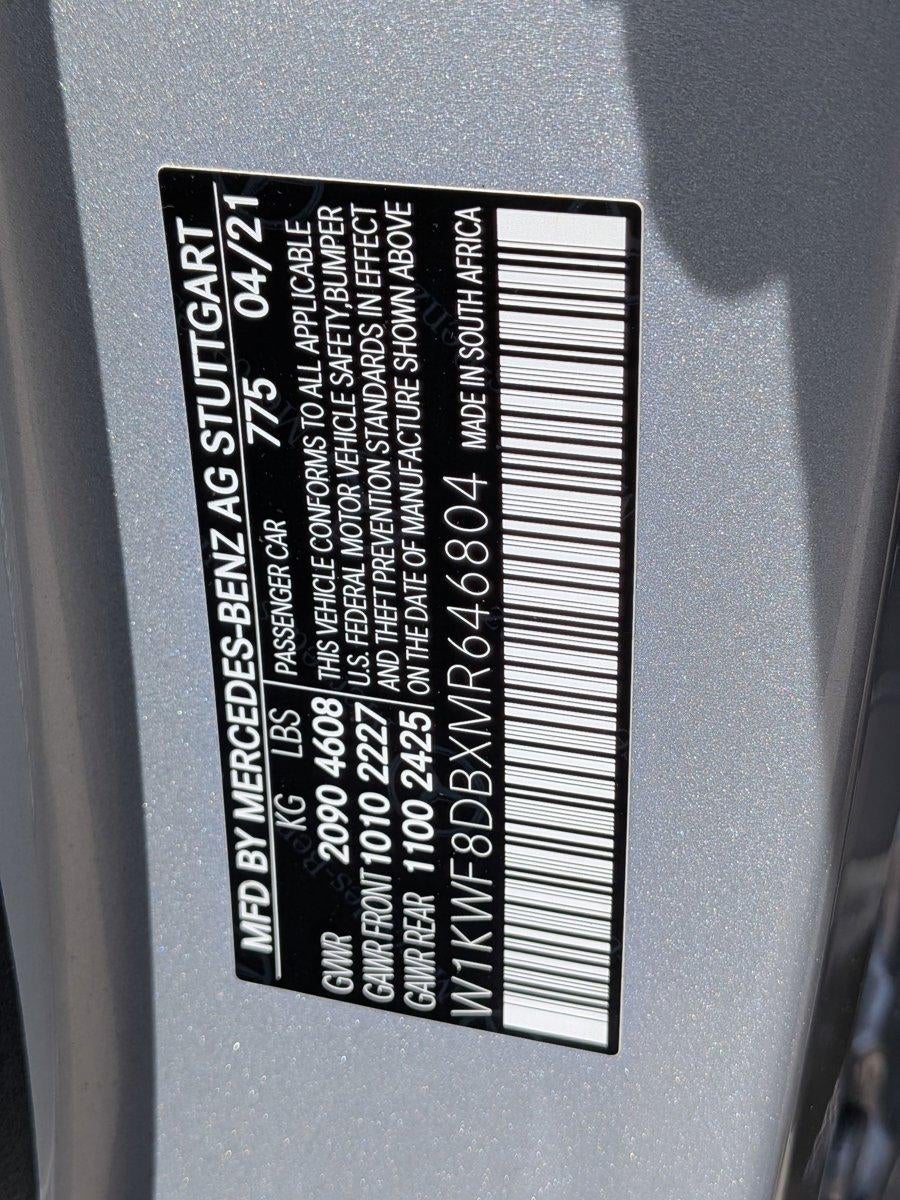 MFD BY MERCEDES-BENZ AG STUTTGART
KG LBS PASSENGER CAR 775 04/21
GVWR 2090 4608 THIS VEHICLE CONFORMS TO ALL APPLICABLE
GAWR FRONT 1010 2227 U.S. FEDERAL MOTOR VEHICLE SAFETY,BUMPER
GAWR REAR 1100 2425 AND THEFT PREVENTION STANDARDS IN EFFECT
ON THE DATE OF MANUFACTURE SHOWN ABOVE
W1KWF8DBXMR646804 MADE IN SOUTH AFRICA